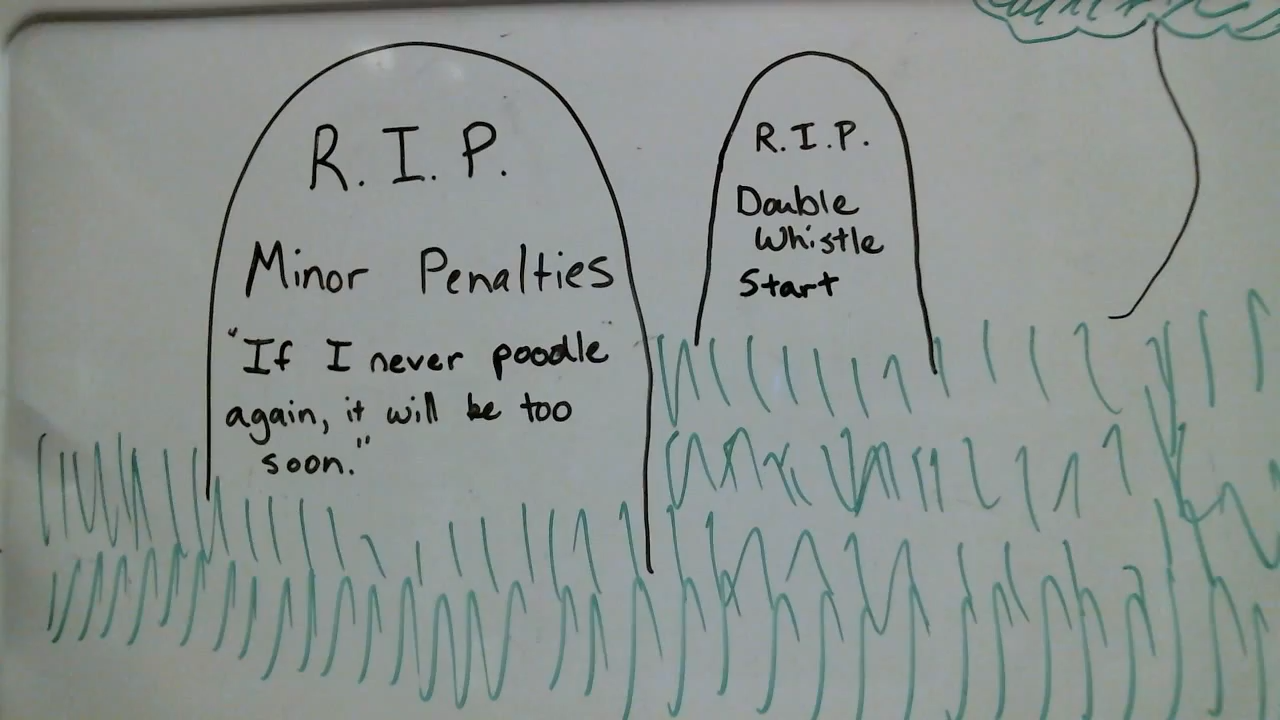 R. I. P.
Minor Penalties
"If I never poodle
again, it will be too
soon."
R.I.P.
Double
Whistle
Start